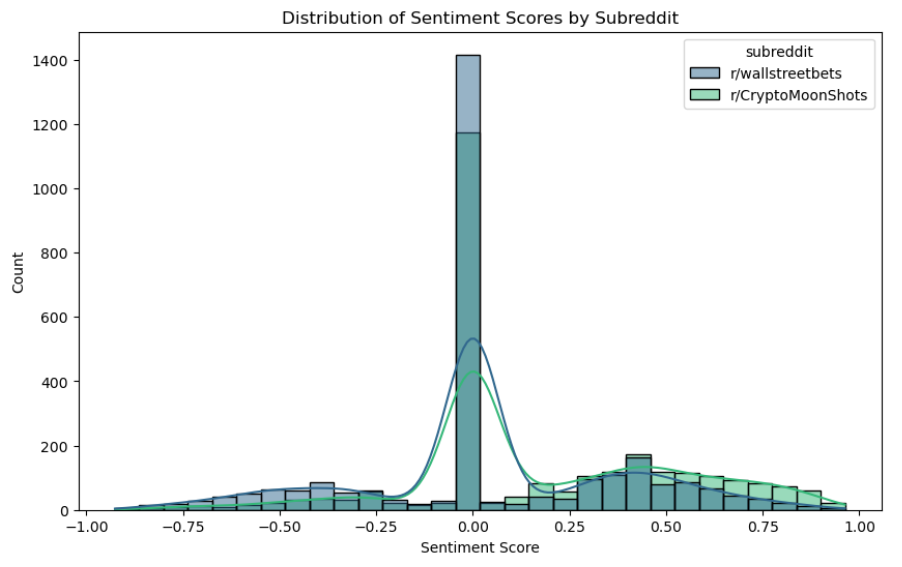 Distribution of Sentiment Scores by Subreddit
subreddit
r/wallstreetbets
r/CryptoMoonShots
1400
1200
1000
800
600
400
200
0
Count
−1.00 −0.75 −0.50 −0.25 0.00 0.25 0.50 0.75 1.00
Sentiment Score